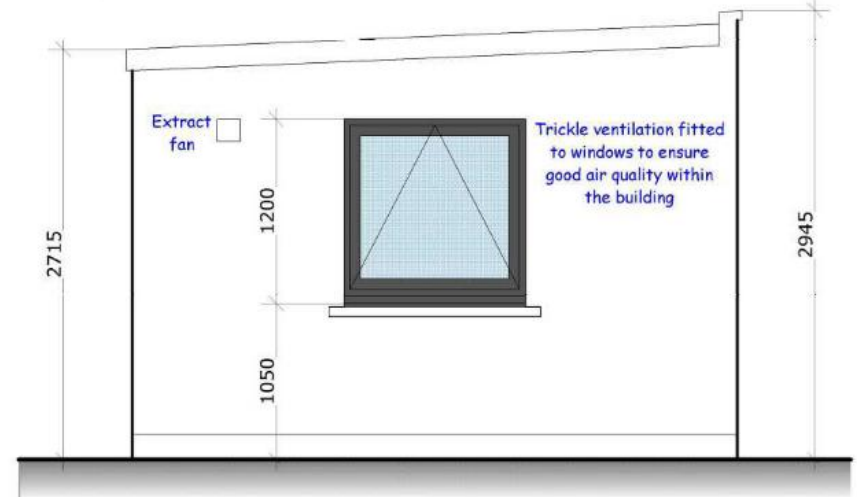 Extract
fan
Trickle ventilation fitted
to windows to ensure
good air quality within
the building
1200
2715
2945
1050